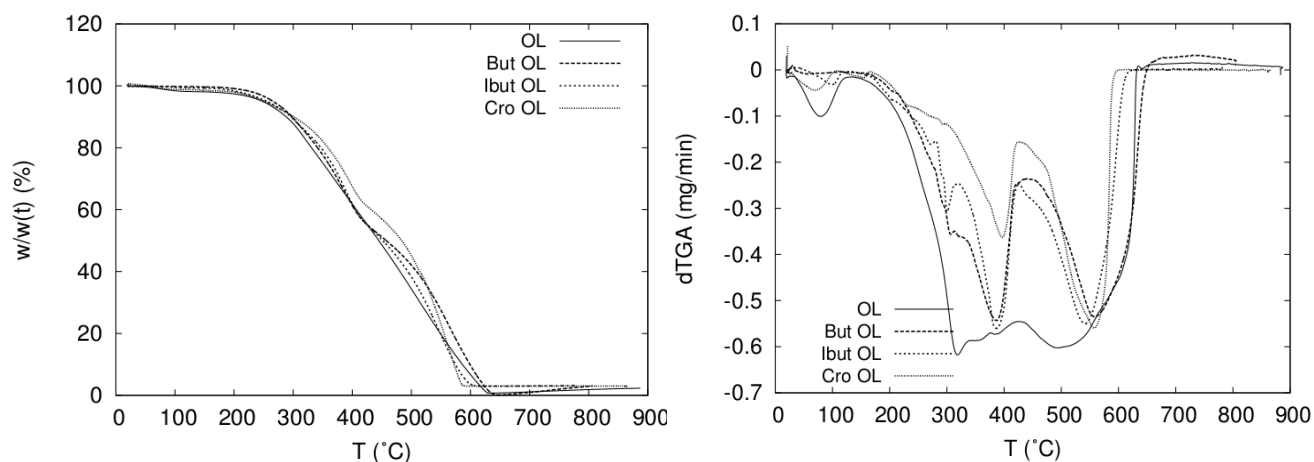 120
100
80
60
40
20
0
0 100 200 300 400 500 600 700 800 900
w/w(t) (%)
T (˚C)
OL
But OL
Ibut OL
Cro OL
0.1
0
-0.1
-0.2
-0.3
-0.4
-0.5
-0.6
-0.7
0 100 200 300 400 500 600 700 800 900
dTGA (mg/min)
T (˚C)
OL
But OL
Ibut OL
Cro OL